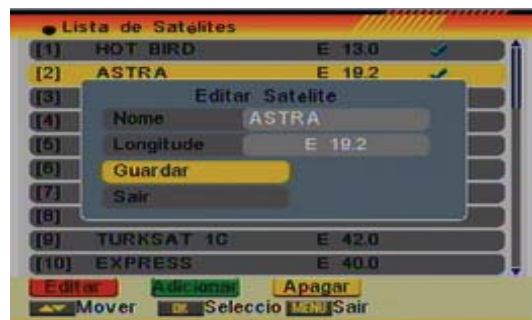 Lista de Satélites
[1] HOT BIRD E 13.0
[2] ASTRA E 19.2
[3]
Editar Satelite
[4] Nome ASTRA
[5] Longitude E 19.2
[6] Guardar
[7] Sair
[8]
[9] TURKSAT 1C E 42.0
[10] EXPRESS E 40.0
Editar Adicionar Apagar
Mover OK Seleccio MENU Sair